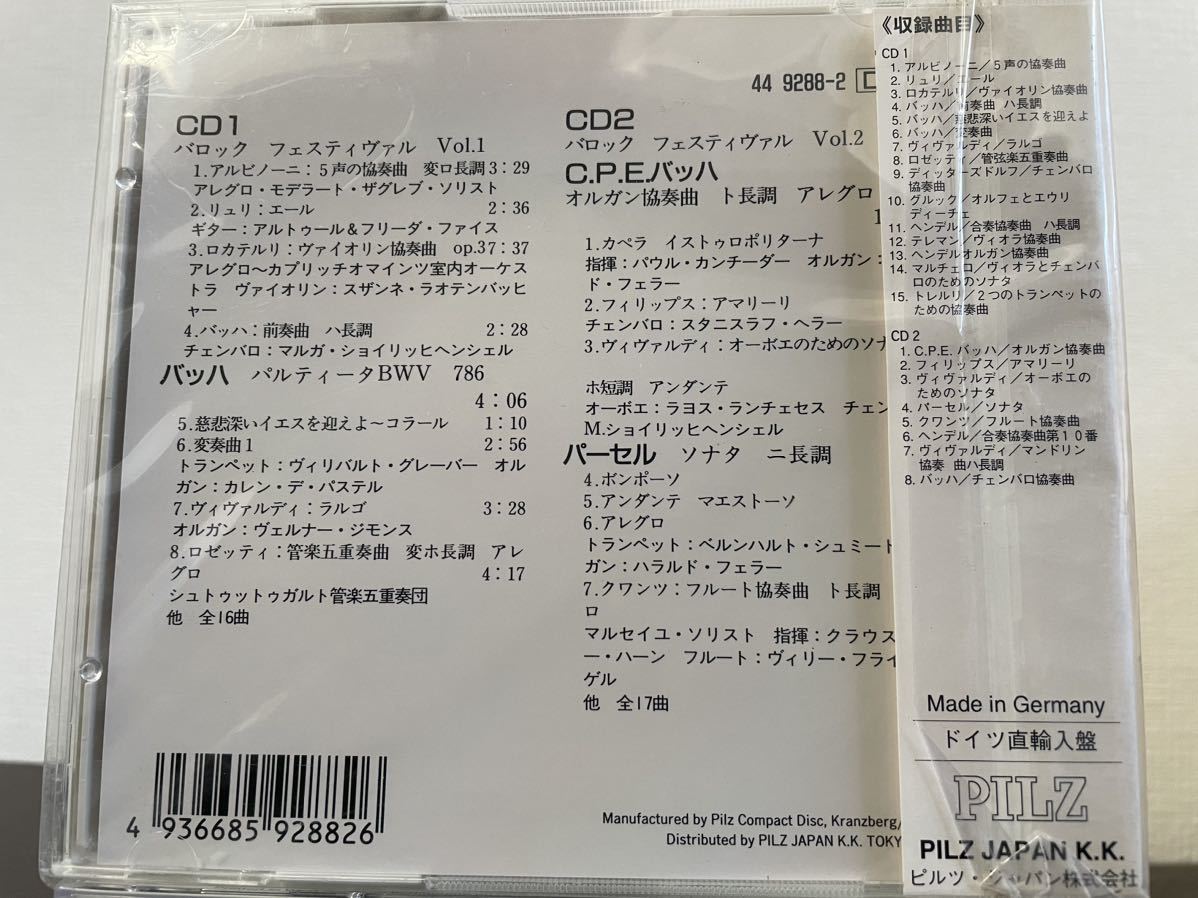 44 9288-2
CD1
バロック フェスティヴァル Vol.1
1.アルビノーニ：5声の協奏曲 変ロ長調3：29
アレグロ・モデラート・ザグレブ・ソリスト
2.リュリ：エール 2：36
ギター：アルトゥール&フリーダ・ファイス
3.ロカテルリ：ヴァイオリン協奏曲 op.37：37
アレグロ〜カプリッチオマインツ室内オーケス
トラ ヴァイオリン：スザンネ・ラオテンバッヒ
ャー
4.バッハ：前奏曲 ハ長調 2：28
チェンバロ：マルガ・ショイリッヒヘンシェル
バッハ パルティータBWV 786
4：06
5.慈悲深いイエスを迎えよ〜コラール 1：10
6.変奏曲1 2：56
トランペット：ヴィリバルト・グレーバー オル
ガン：カレン・デ・パステル
7.ヴィヴァルディ：ラルゴ 3：28
オルガン：ヴェルナー・ジモンス
8.ロゼッティ：管楽五重奏曲 変ホ長調 アレ
グロ 4：17
シュトゥットゥガルト管楽五重奏団
他 全16曲
CD2
バロック フェスティヴァル Vol.2
C.P.E.バッハ
オルガン協奏曲 ト長調 アレグロ
1
1.カペラ イストゥロポリターナ
指揮：パウル・カンチーダー オルガン：
ド・フェラー
2.フィリップス：アマリーリ
チェンバロ：スタニスラフ・ヘラー
3.ヴィヴァルディ：オーボエのためのソナ
ホ短調 アンダンテ
オーボエ：ラヨス・ランチェセス チェン
M.ショイリッヒヘンシェル
パーセル ソナタ ニ長調
4.ボンポーソ
5.アンダンテ マエストーソ
6.アレグロ
トランペット：ベルンハルト・シュミート
ガン：ハラルド・フェラー
7.クワンツ：フルート協奏曲 ト長調
ロ
マルセイユ・ソリスト 指揮：クラウス
ー・ハーン フルート：ヴィリー・フライ
ゲル
他 全17曲
4 936685 928826
Manufactured by Pilz Compact Disc, Kranzberg/
Distributed by PILZ JAPAN K.K. TOKY
《収録曲目》
CD 1
1. アルビノーニ／5声の協奏曲
2. リュリ／エール
3. ロカテルリ／ヴァイオリン協奏曲
4. バッハ／前奏曲 ハ長調
5. バッハ／慈悲深いイエスを迎えよ
6. バッハ／変奏曲
7. ヴィヴァルディ／ラルゴ
8. ロゼッティ／管弦楽五重奏曲
9. ディッターズドルフ／チェンバロ
協奏曲
10. グルック／オルフェとエウリ
ディーチェ
11. ヘンデル／合奏協奏曲 ハ長調
12. テレマン／ヴィオラ協奏曲
13. ヘンデルオルガン協奏曲
14. マルチェロ／ヴィオラとチェンバ
ロのためのソナタ
15. トレルリ／2つのトランペットの
ための協奏曲
CD 2
1. C.P.E. バッハ／オルガン協奏曲
2. フィリップス／アマリーリ
3. ヴィヴァルディ／オーボエの
ためのソナタ
4. パーセル／ソナタ
5. クワンツ／フルート協奏曲
6. ヘンデル／合奏協奏曲第10番
7. ヴィヴァルディ／マンドリン
協奏 曲ハ長調
8. バッハ／チェンバロ協奏曲
Made in Germany
ドイツ直輸入盤
PILZ
PILZ JAPAN K.K.
ピルツ・ジャパン株式会社